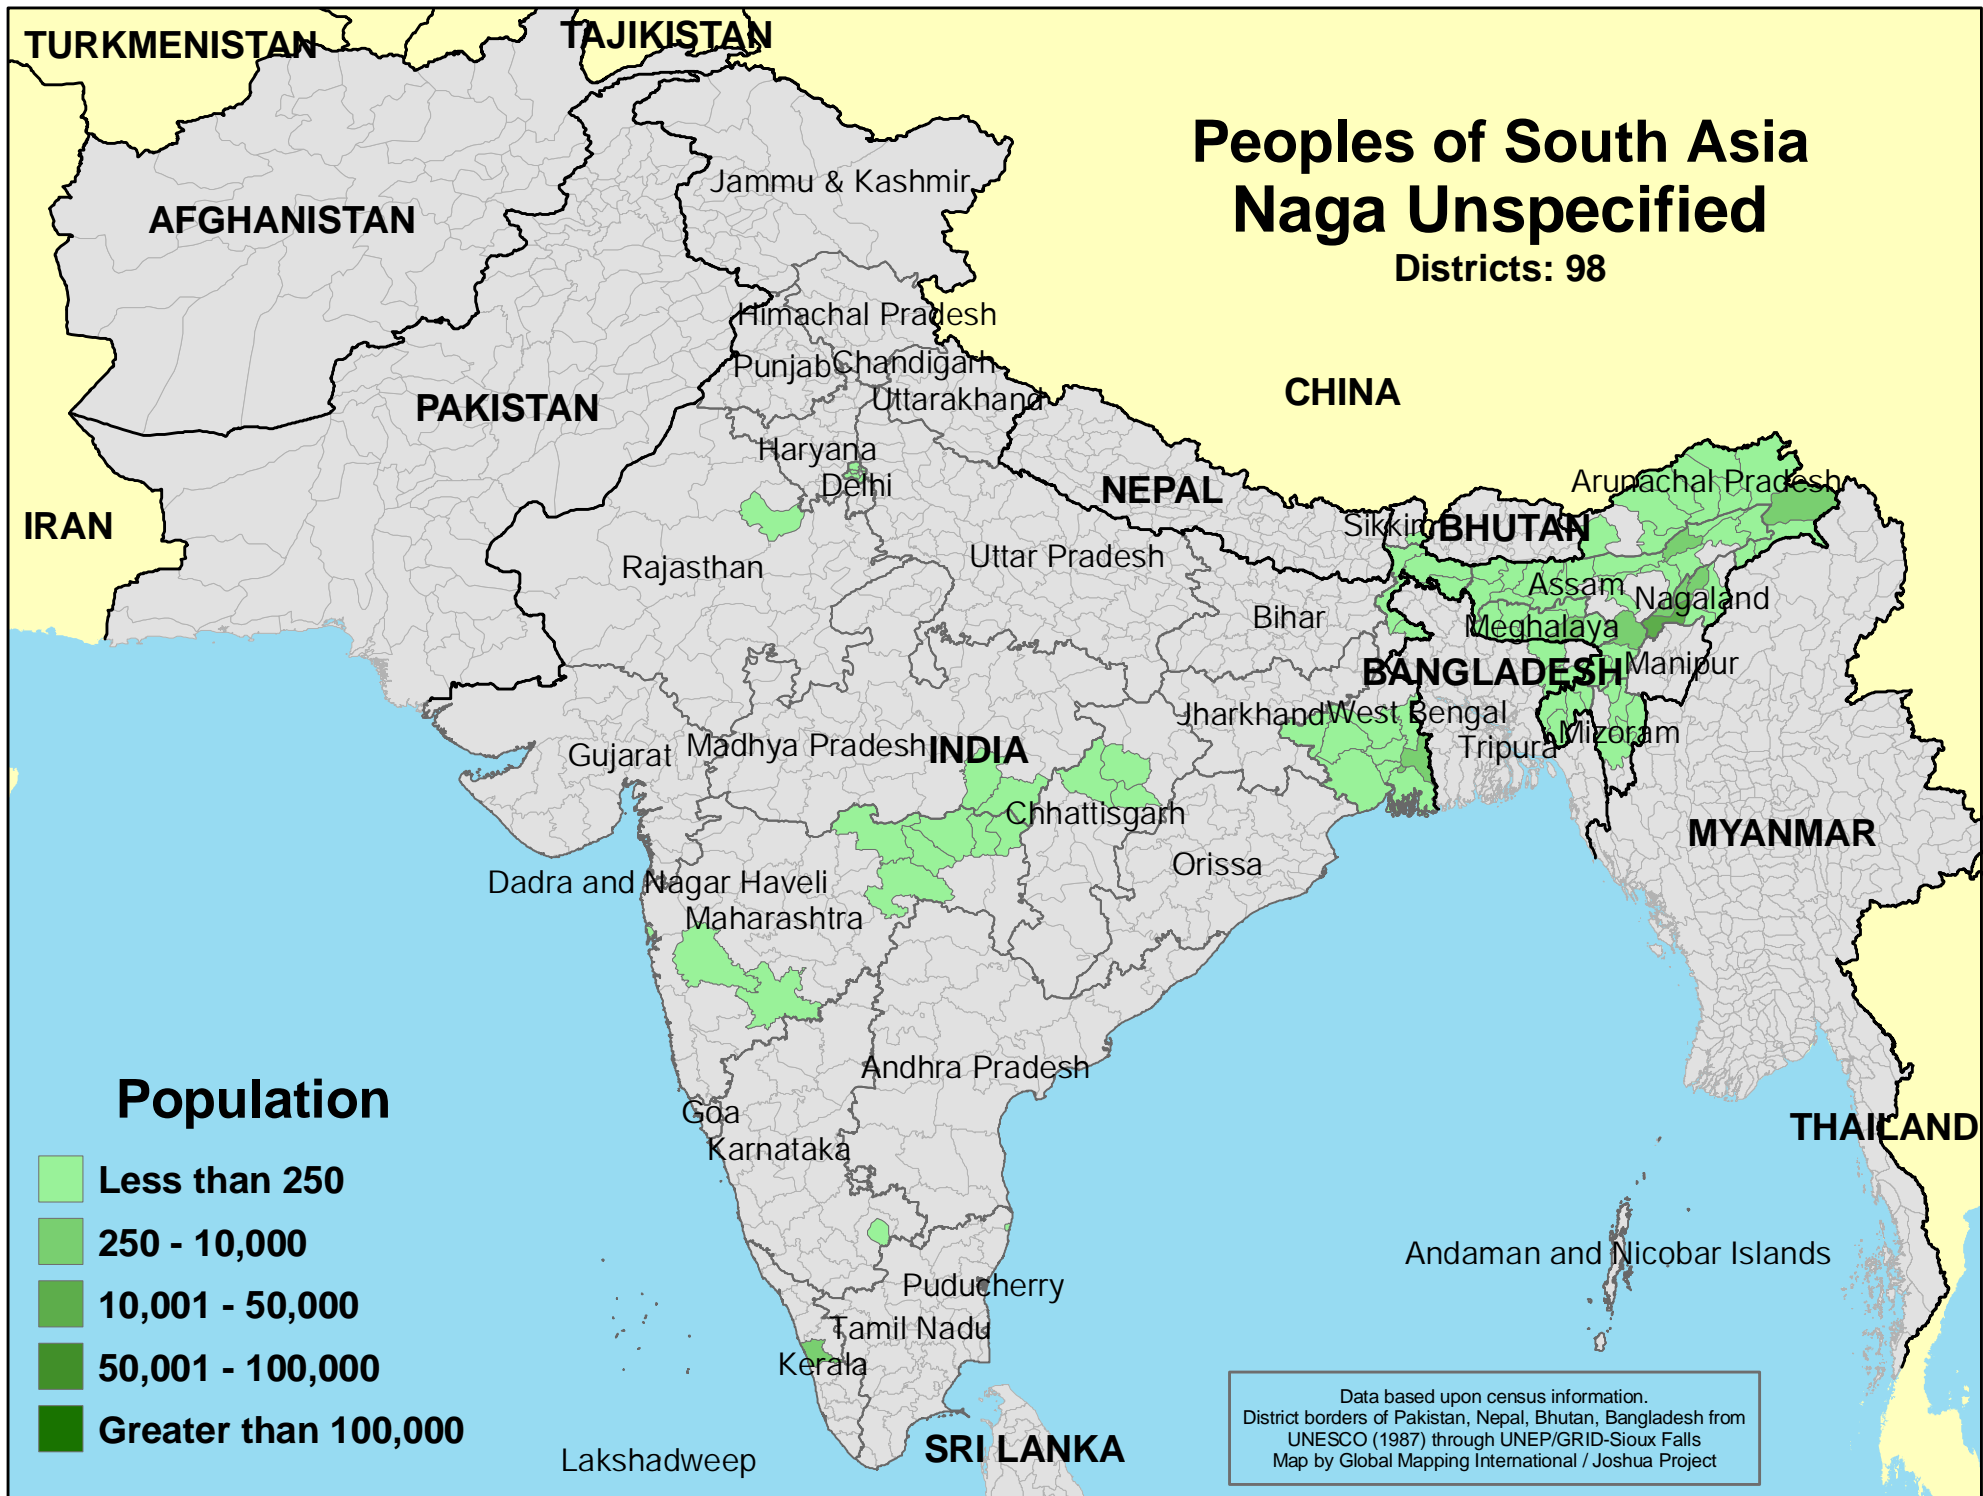 TURKMENISTAN
TAJIKISTAN
Peoples of South Asia
Naga Unspecified
Districts: 98
Jammu & Kashmir
AFGHANISTAN
Himachal Pradesh
Punjab
Chandigarh
CHINA
Uttarakhand
PAKISTAN
Haryana
Delhi
NEPAL
Arunachal Pradesh
IRAN
Sikkim
BHUTAN
Rajasthan
Uttar Pradesh
Assam
Nagaland
Bihar
Meghalaya
BANGLADESH
Manipur
Jharkhand
West Bengal
Gujarat
Madhya Pradesh
INDIA
Tripura
Mizoram
Chhattisgarh
MYANMAR
Orissa
Dadra and Nagar Haveli
Maharashtra
Andhra Pradesh
Goa
Karnataka
THAILAND
Andaman and Nicobar Islands
Puducherry
Tamil Nadu
Kerala
Lakshadweep
SRI LANKA
Population
Less than 250
250 - 10,000
10,001 - 50,000
50,001 - 100,000
Greater than 100,000
Data based upon census information.
District borders of Pakistan, Nepal, Bhutan, Bangladesh from
UNESCO (1987) through UNEP/GRID-Sioux Falls
Map by Global Mapping International / Joshua Project